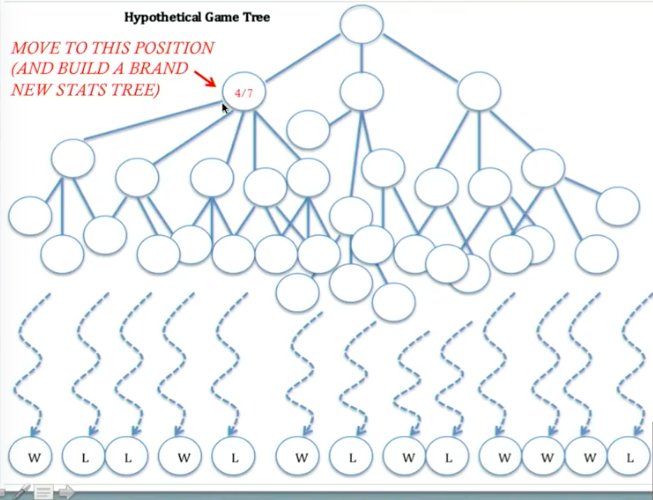 Hypothetical Game Tree
MOVE TO THIS POSITION
(AND BUILD A BRAND
NEW STATS TREE)
4/7
W L L W L W L W L W W W L